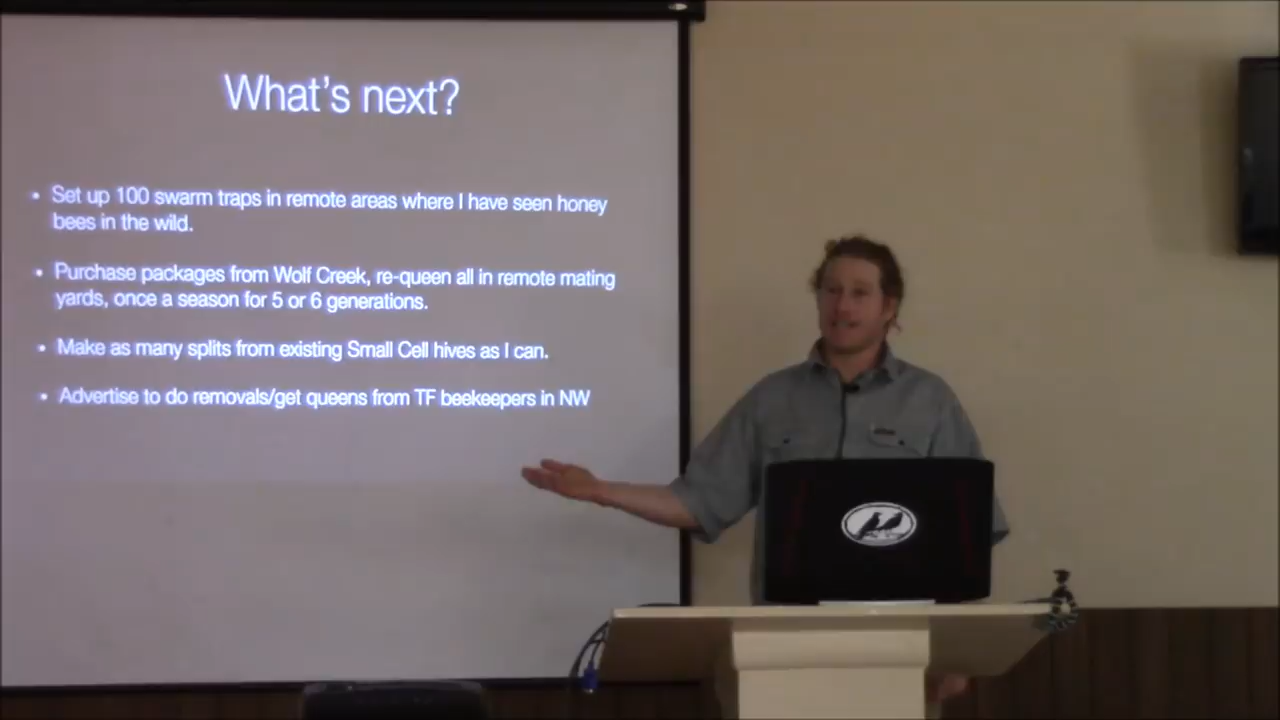 What's next?
• Set up 100 swarm traps in remote areas where I have seen honey
bees in the wild.
• Purchase packages from Wolf Creek, re-queen all in remote mating
yards, once a season for 5 or 6 generations.
• Make as many splits from existing Small Cell hives as I can.
• Advertise to do removals/get queens from TF beekeepers in NW